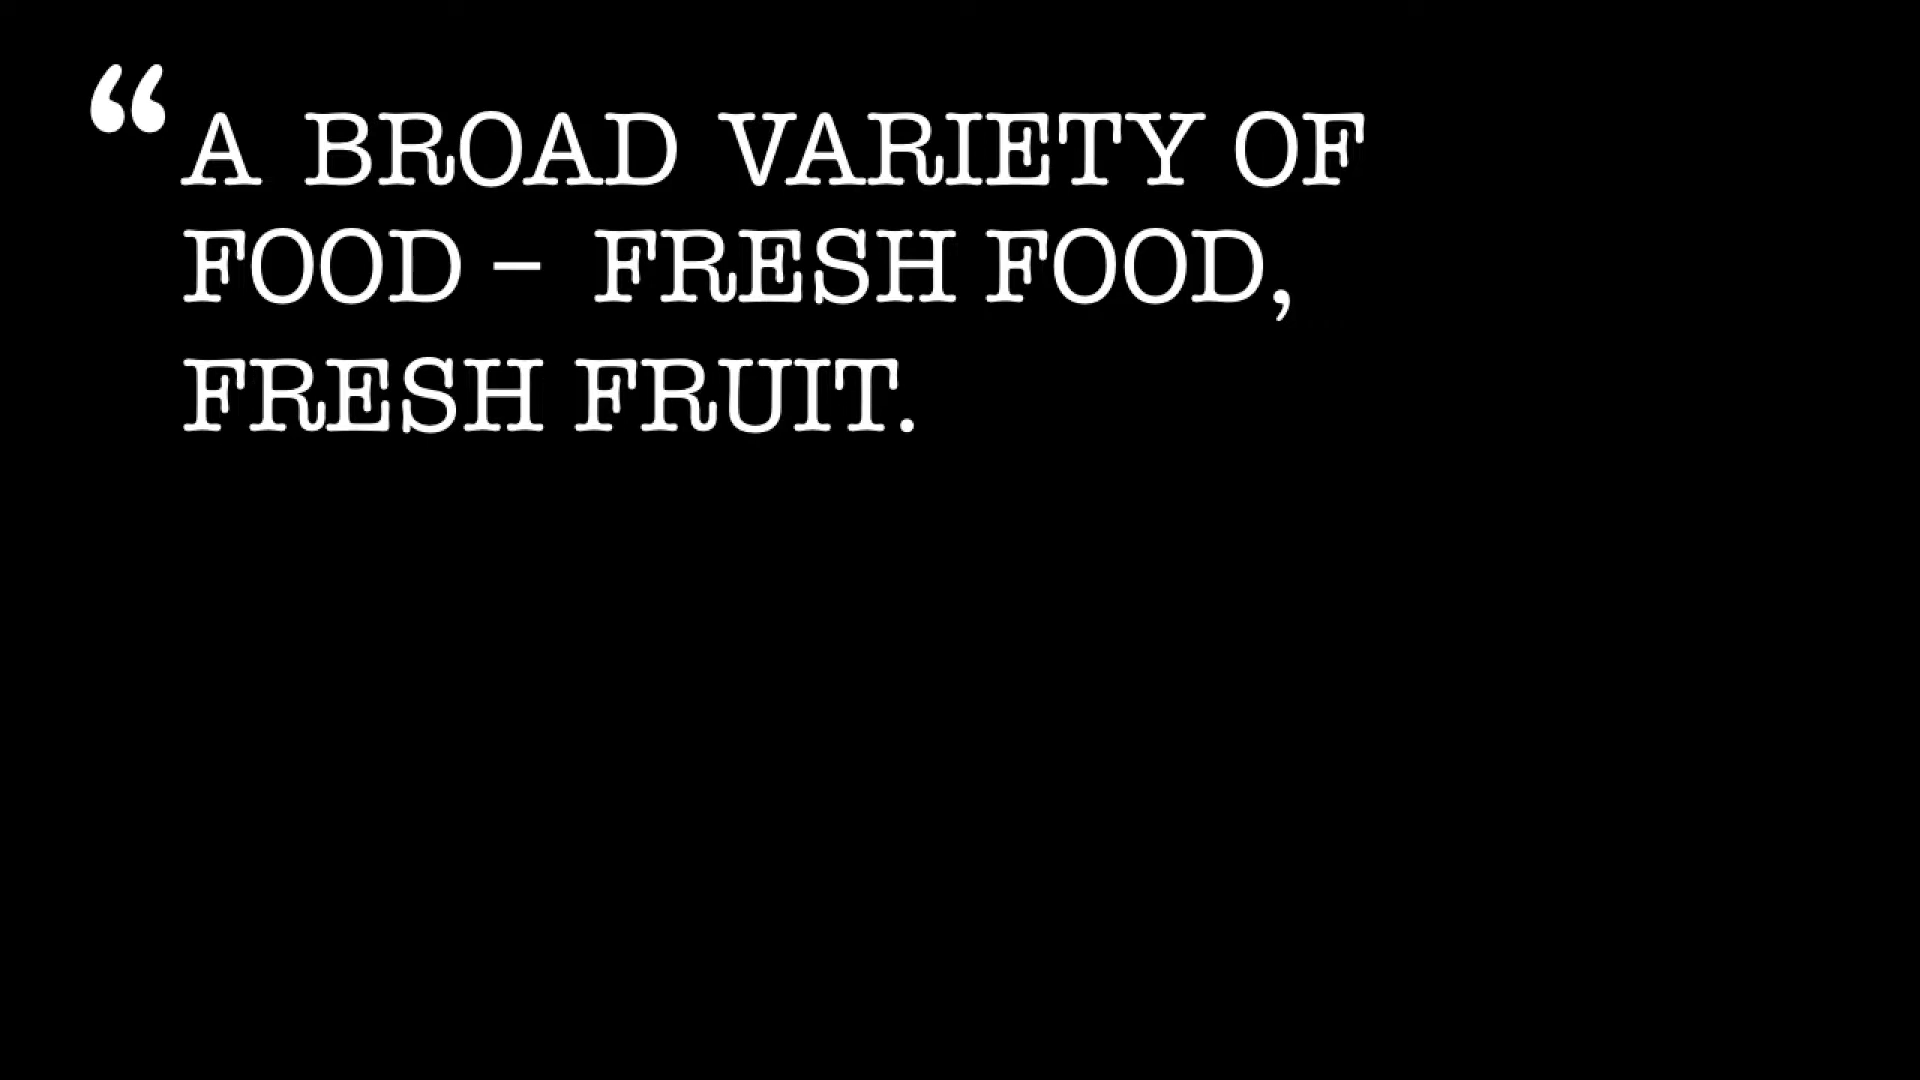 “A BROAD VARIETY OF
FOOD – FRESH FOOD,
FRESH FRUIT.